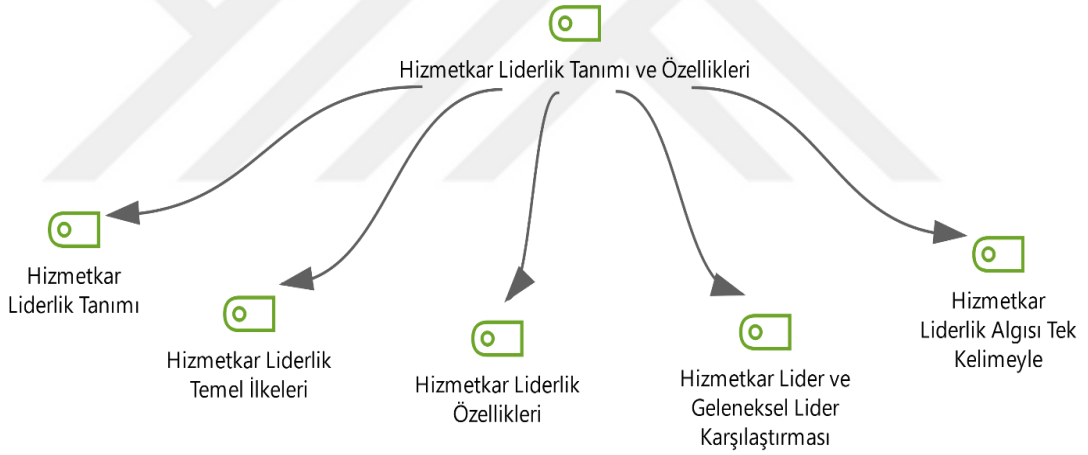 Hizmetkar Liderlik Tanımı ve Özellikleri
Hizmetkar
Liderlik Tanımı
Hizmetkar Liderlik
Temel İlkeleri
Hizmetkar Liderlik
Özellikleri
Hizmetkar Lider ve
Geleneksel Lider
Karşılaştırması
Hizmetkar
Liderlik Algısı Tek
Kelimeyle